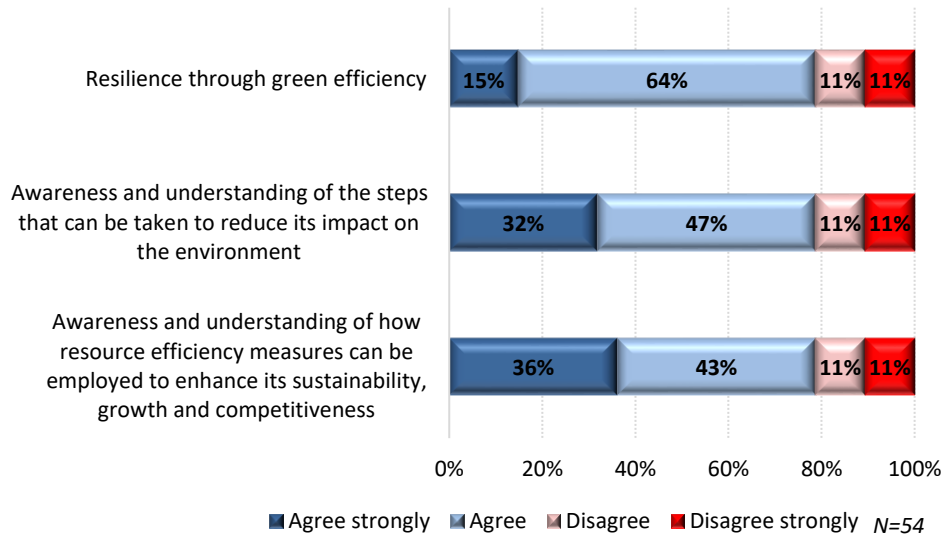 Resilience through green efficiency
15% 64% 11% 11%
Awareness and understanding of the steps
that can be taken to reduce its impact on
the environment
32% 47% 11% 11%
Awareness and understanding of how
resource efficiency measures can be
employed to enhance its sustainability,
growth and competitiveness
36% 43% 11% 11%
0% 20% 40% 60% 80% 100%
Agree strongly Agree Disagree Disagree strongly N=54